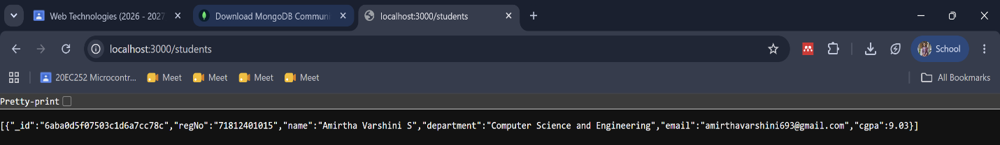 Web Technologies (2026 - 2027
Download MongoDB Communi
localhost:3000/students
localhost:3000/students
School
20EC252 Microcontr...
Meet
Meet
Meet
Meet
All Bookmarks
Pretty-print
[{"_id":"6aba0d5f07503c1d6a7cc78c","regNo":"71812401015","name":"Amirtha Varshini S","department":"Computer Science and Engineering","email":"amirthavarshini693@gmail.com","cgpa":9.03}]